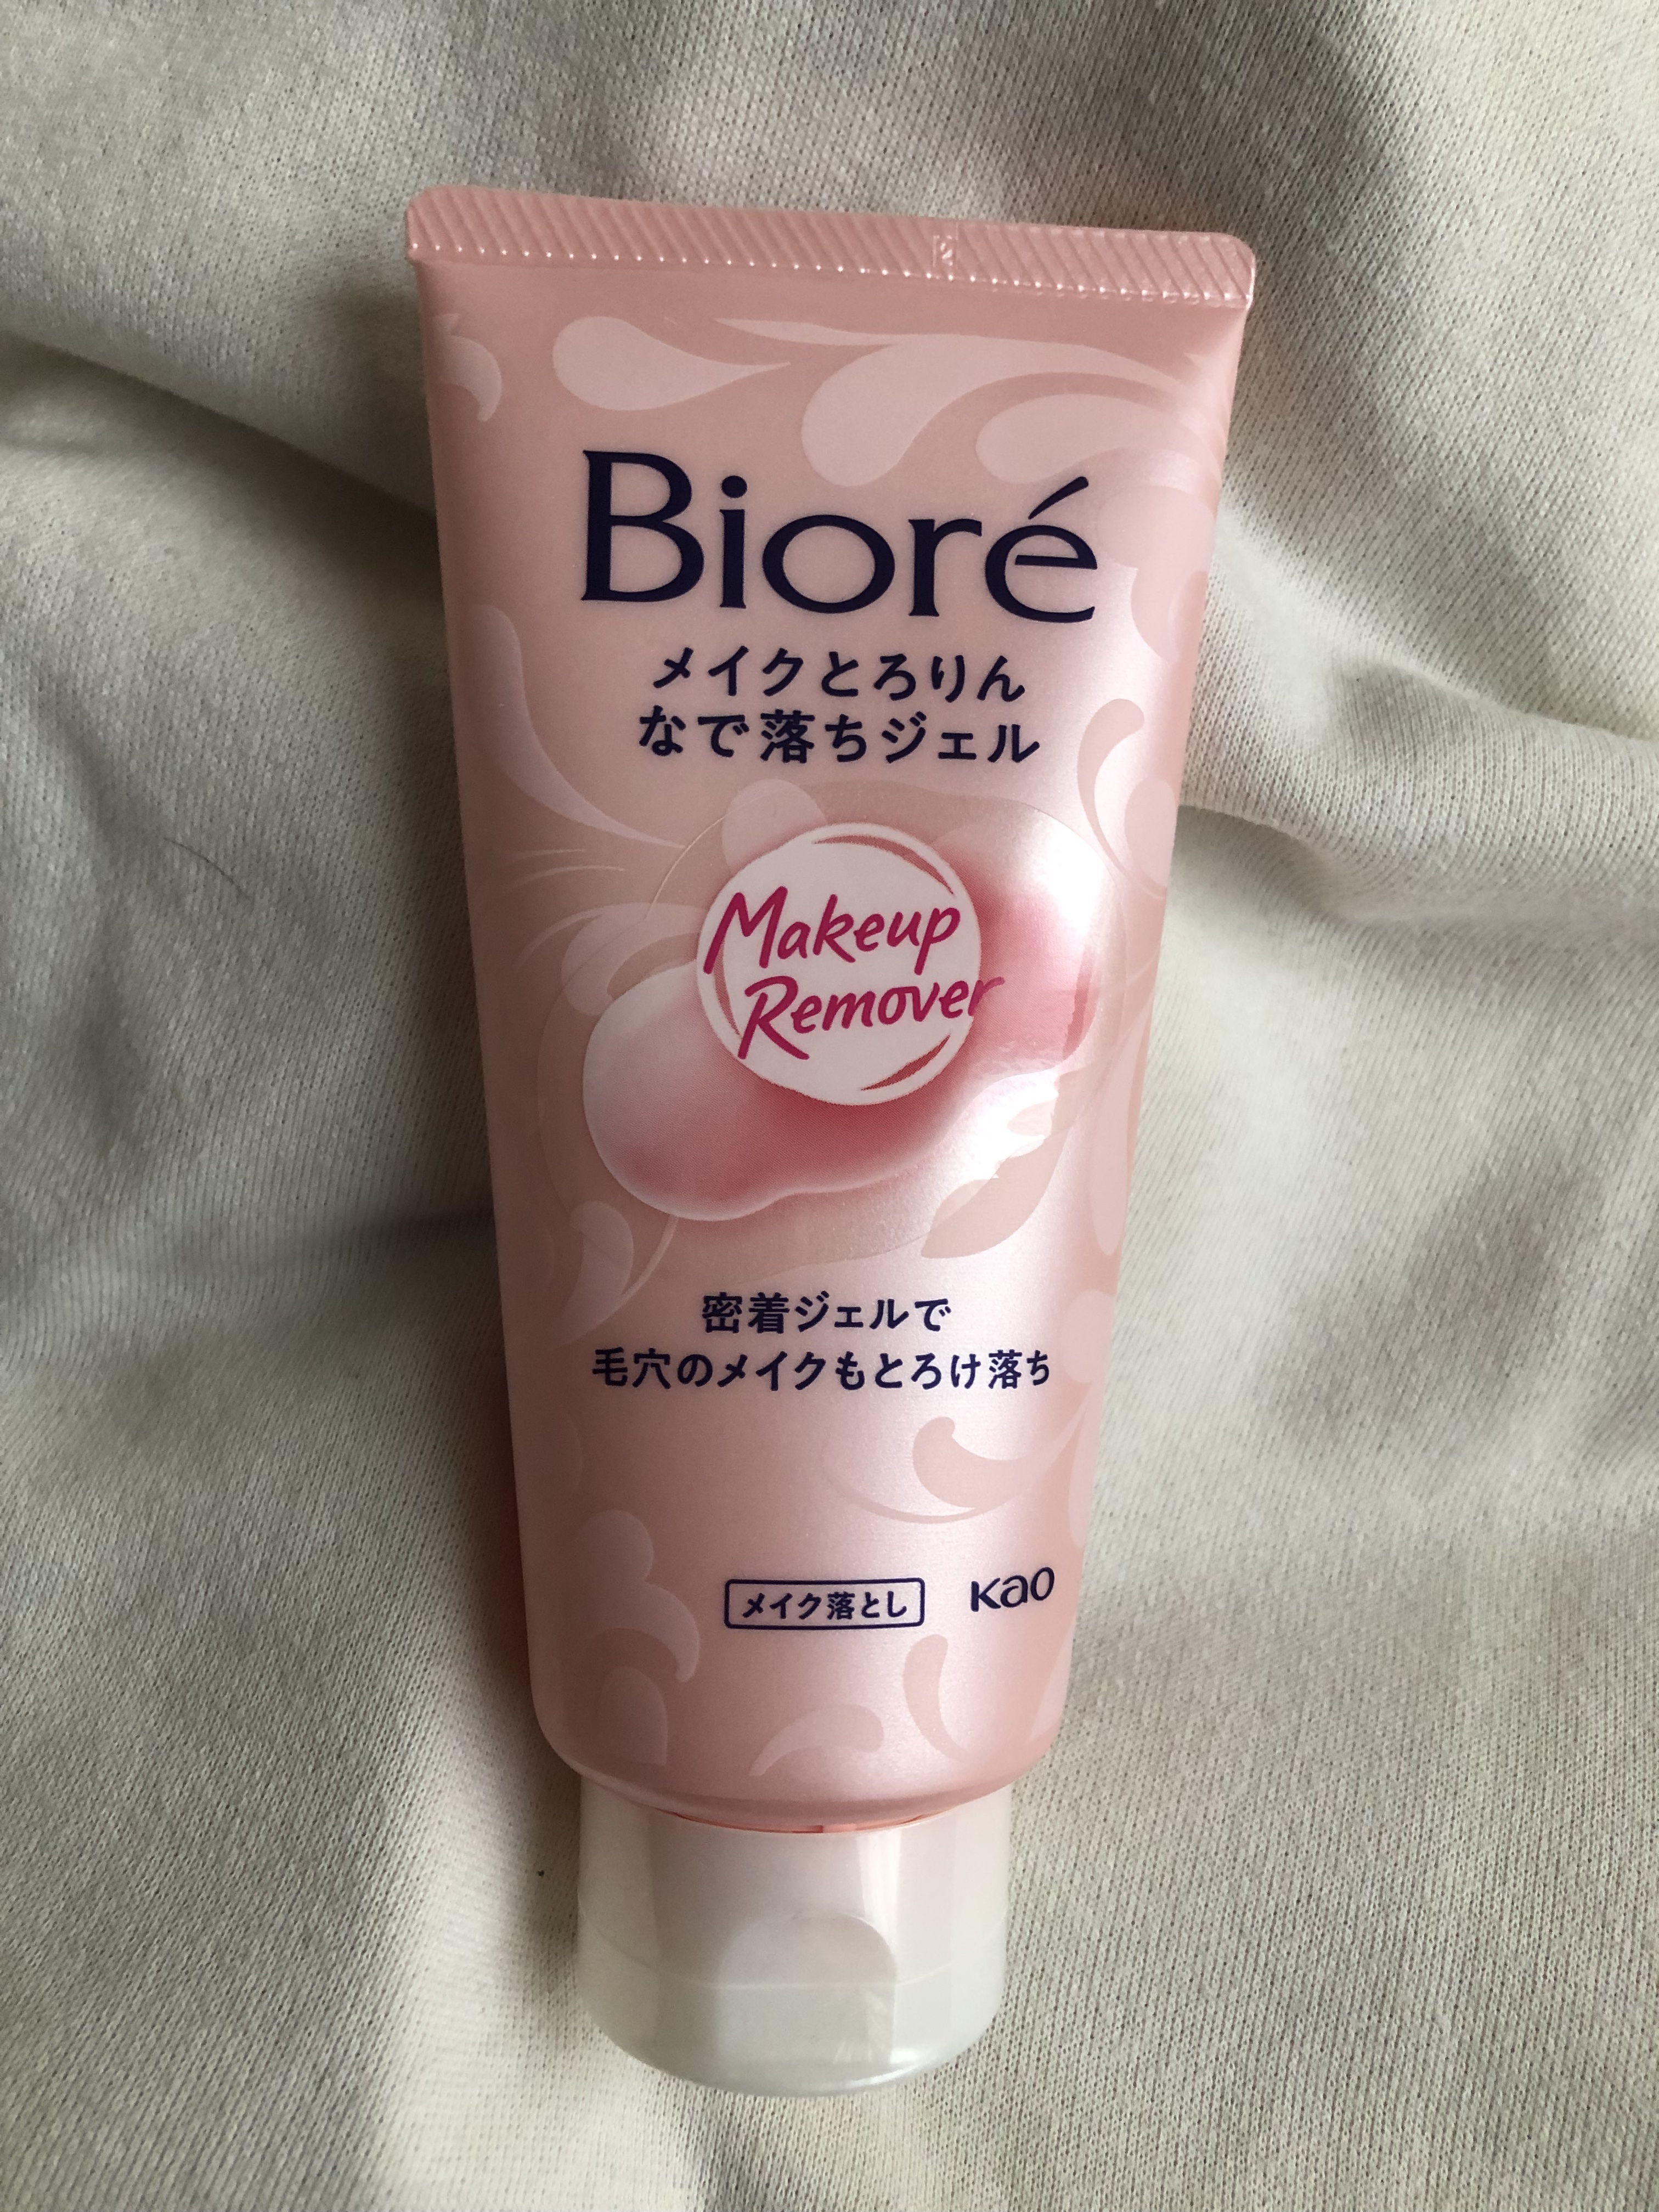 Bioré
メイクとろりん
なで落ちジェル
Makeup
Remover
密着ジェルで
毛穴のメイクもとろけ落ち
メイク落とし
Kao